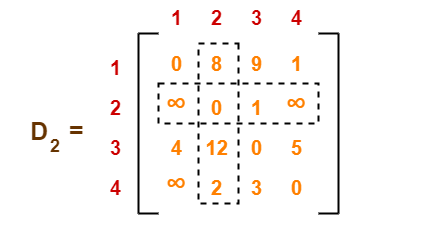 1 2 3 4
1 0 8 9 1
2 ∞ 0 1 ∞
D2 =
3 4 12 0 5
4 ∞ 2 3 0